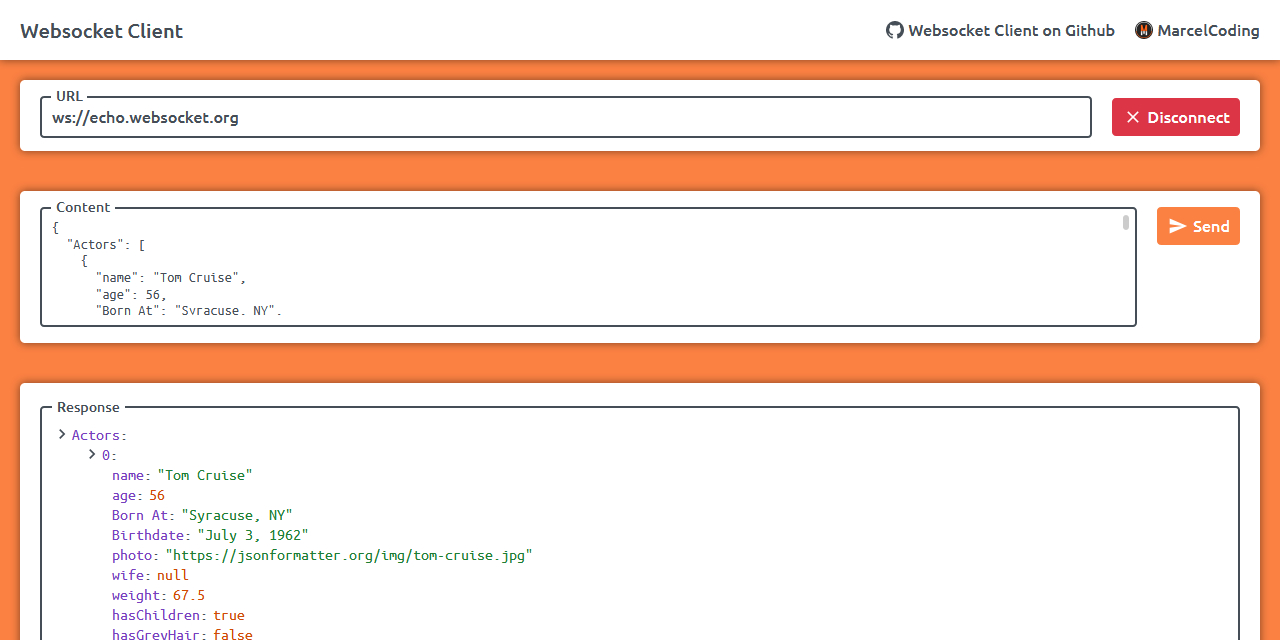 Websocket Client
Websocket Client on Github
MarcelCoding
URL
ws://echo.websocket.org
Disconnect
Content
{
"Actors": [
{
"name": "Tom Cruise",
"age": 56,
"Born At": "Syracuse, NY",
Send
Response
Actors:
0:
name: "Tom Cruise"
age: 56
Born At: "Syracuse, NY"
Birthdate: "July 3, 1962"
photo: "https://jsonformatter.org/img/tom-cruise.jpg"
wife: null
weight: 67.5
hasChildren: true
hasGreyHair: false